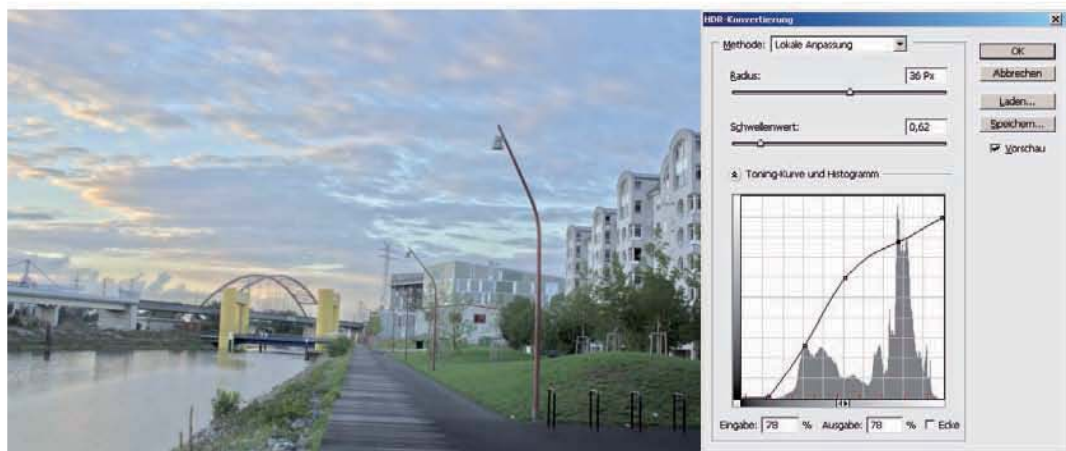 HDR-Konvertierung
Methode: Lokale Anpassung
OK
Abbrechen
Radius: 36 Px
Laden...
Speichern...
Schwellenwert: 0,62
Vorschau
Toning-Kurve und Histogramm
Eingabe: 78 % Ausgabe: 78 % Ecke